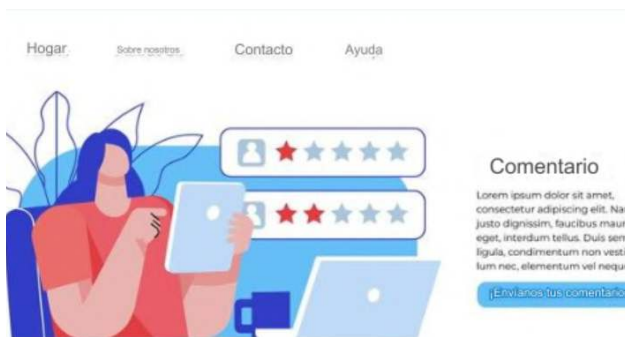 Hogar Sobre nosotros Contacto Ayuda
Comentario
Lorem ipsum dolor sit amet,
consectetur adipiscing elit.
justo dignissim, faucibus
eget, interdum tellus. Duis
ligula, condimentum non
lum nec, elementum vel
¡Envíanos tus comentario